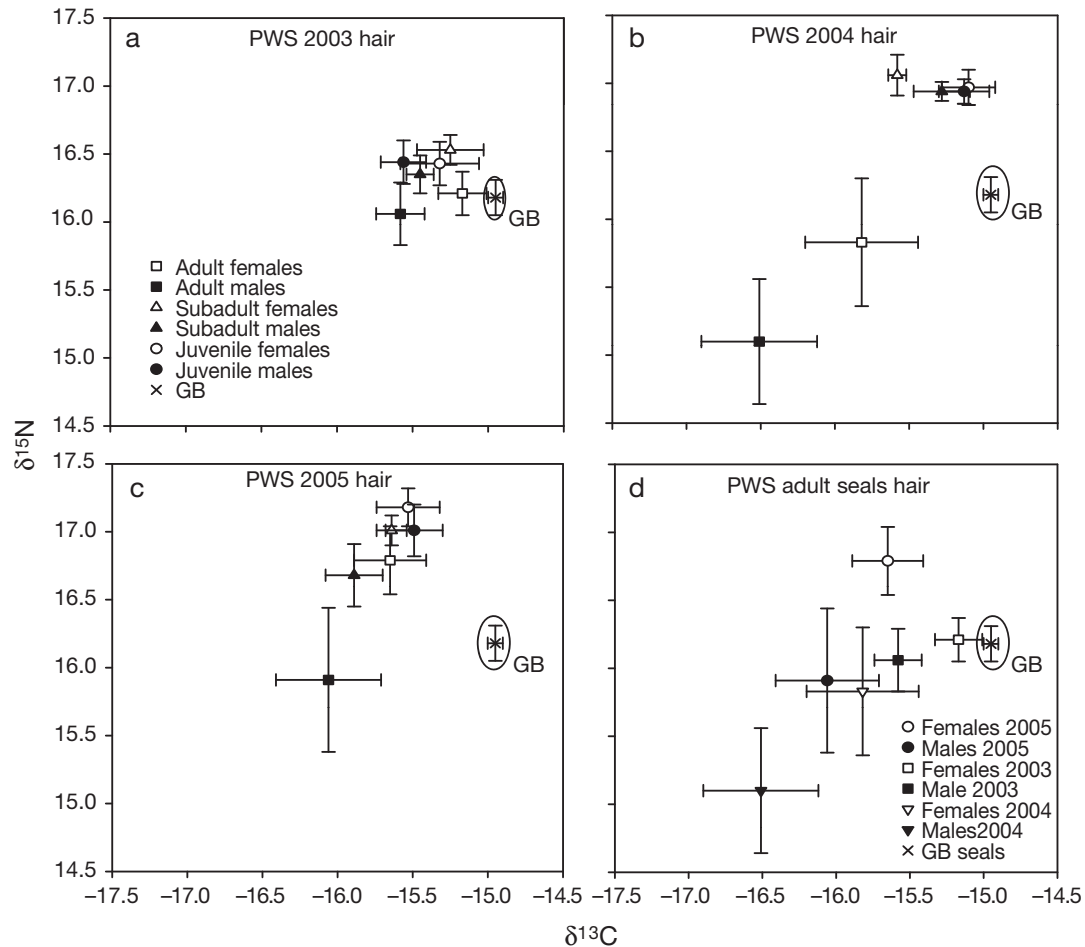 a
PWS 2003 hair
17.5
17.0
16.5
16.0
15.5
15.0
14.5
GB
Adult females
Adult males
Subadult females
Subadult males
Juvenile females
Juvenile males
GB
b
PWS 2004 hair
GB
δ15N
c
PWS 2005 hair
17.5
17.0
16.5
16.0
15.5
15.0
14.5
GB
−17.5 −17.0 −16.5 −16.0 −15.5 −15.0 −14.5
d
PWS adult seals hair
GB
Females 2005
Males 2005
Females 2003
Male 2003
Females 2004
Males2004
GB seals
−17.5 −17.0 −16.5 −16.0 −15.5 −15.0 −14.5
δ13C